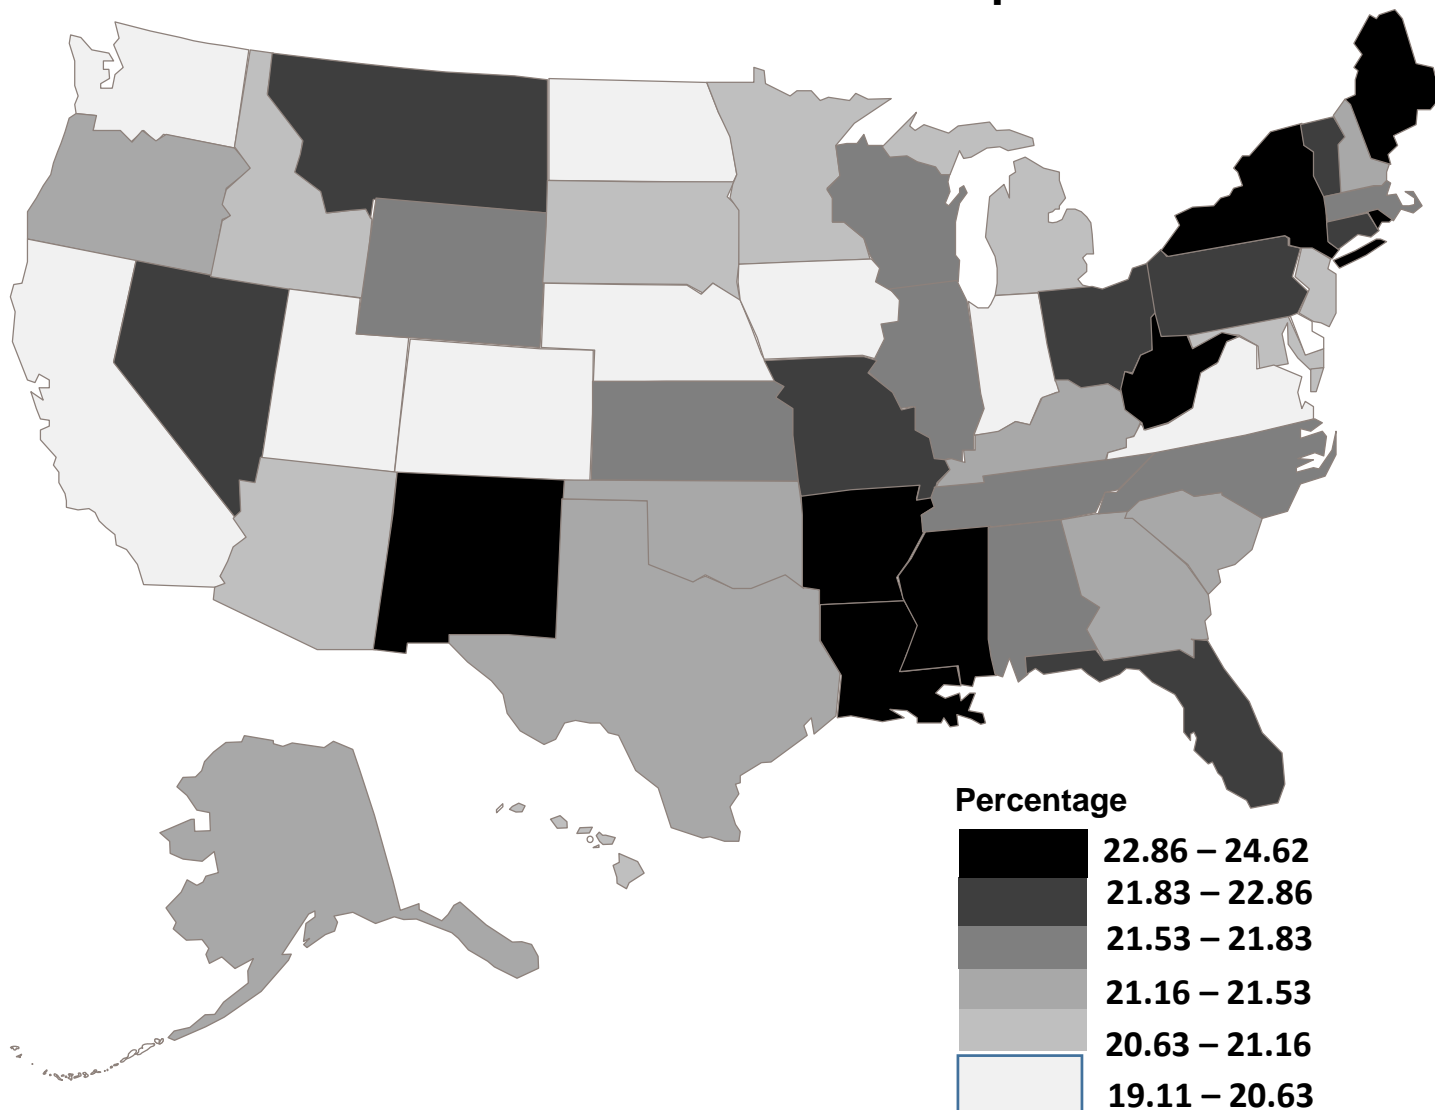 Percentage
22.86 – 24.62
21.83 – 22.86
21.53 – 21.83
21.16 – 21.53
20.63 – 21.16
19.11 – 20.63